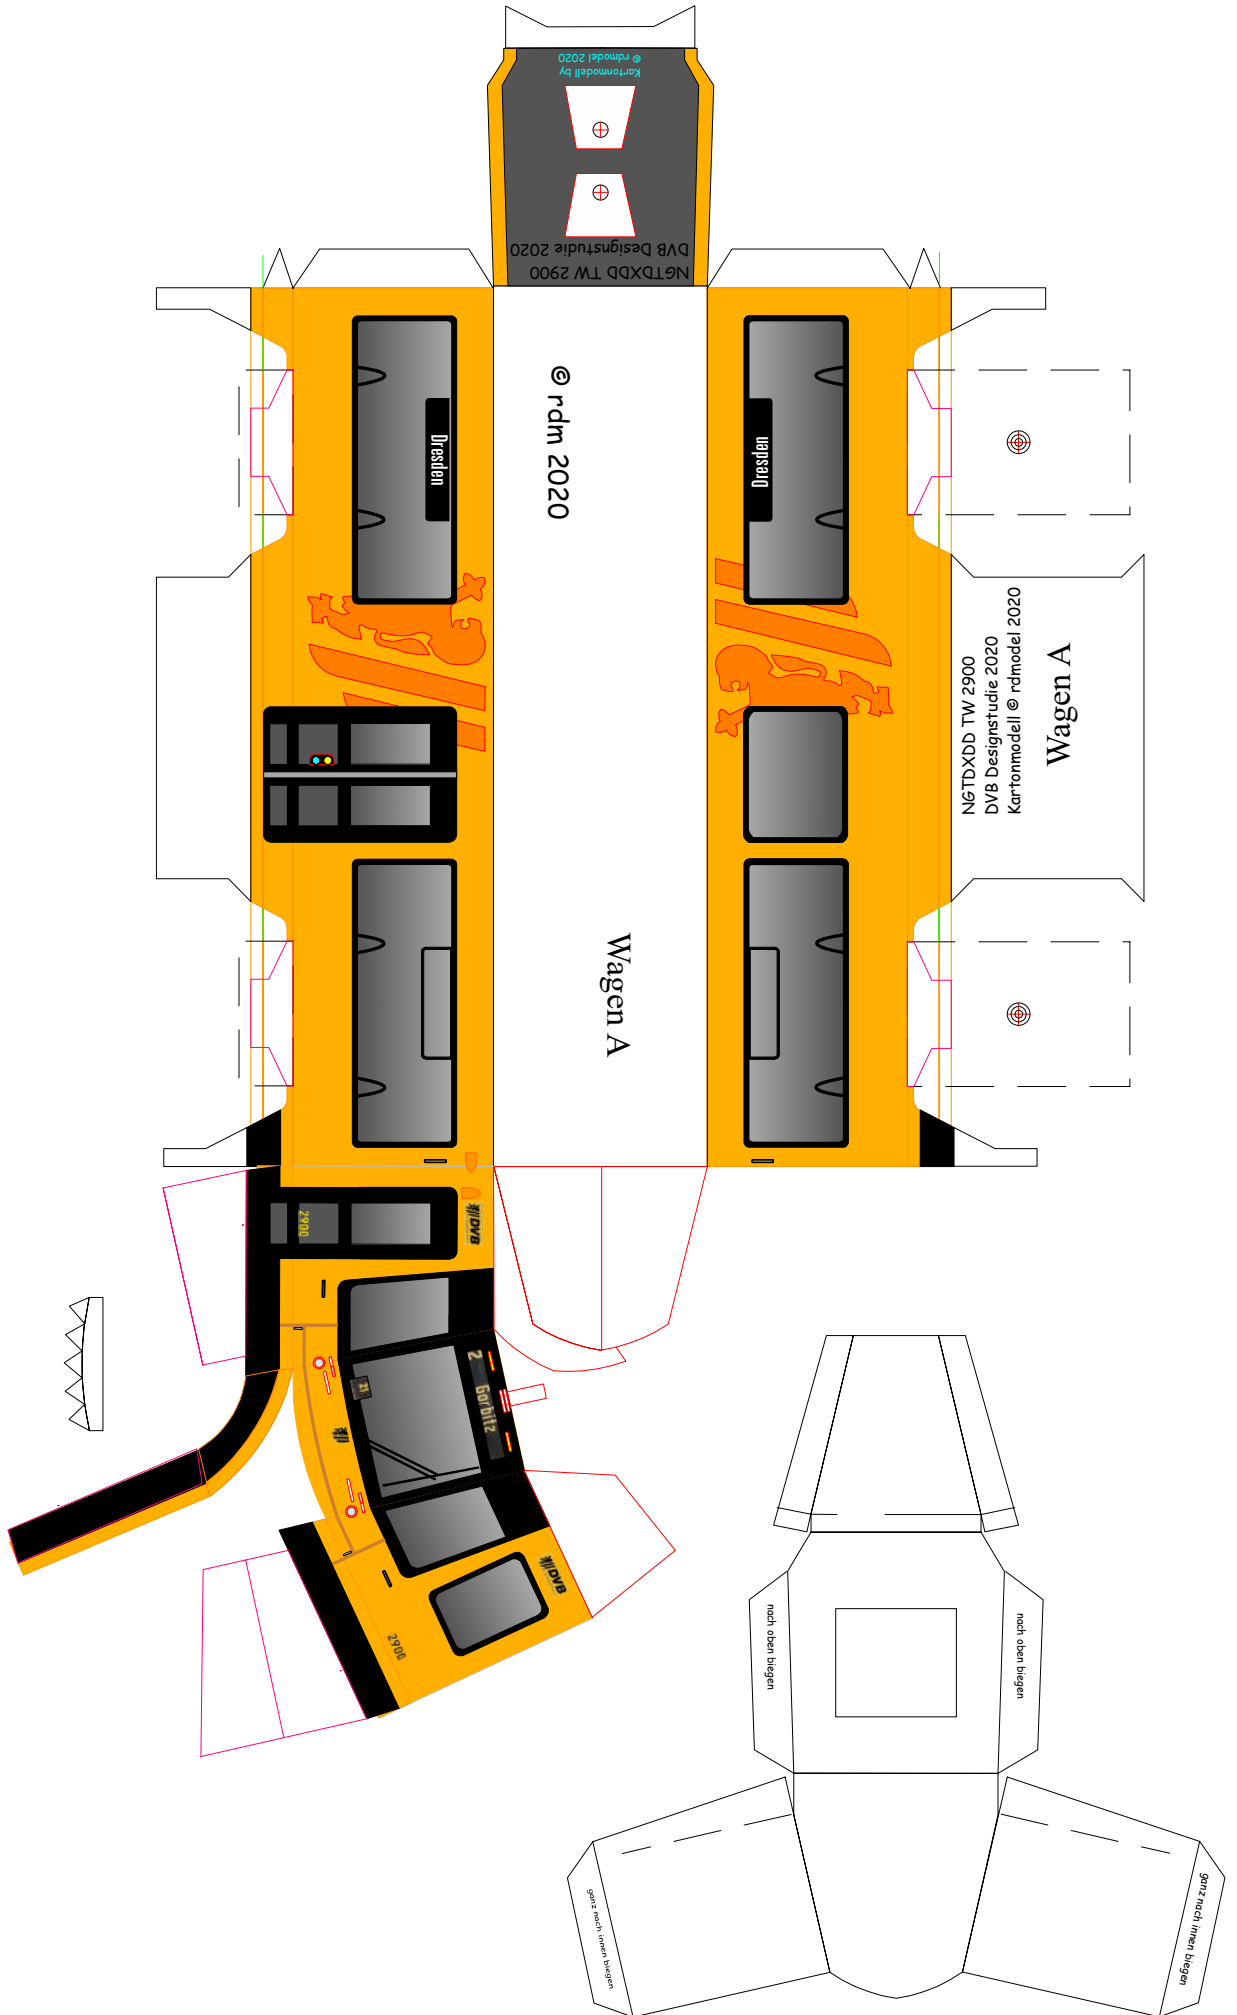 Kartonmodell by
© rdmodel 2020
NGTDXDD TW 2900
DVB Designstudie 2020
© rdm 2020
Dresden
Dresden
NGTDXDD TW 2900
DVB Designstudie 2020
Kartonmodell © rdmodel 2020
Wagen A
Wagen A
2900
DVB
2 Gorbitz
21
DVB
2900
nach oben biegen
nach oben biegen
ganz nach innen biegen
ganz nach innen biegen